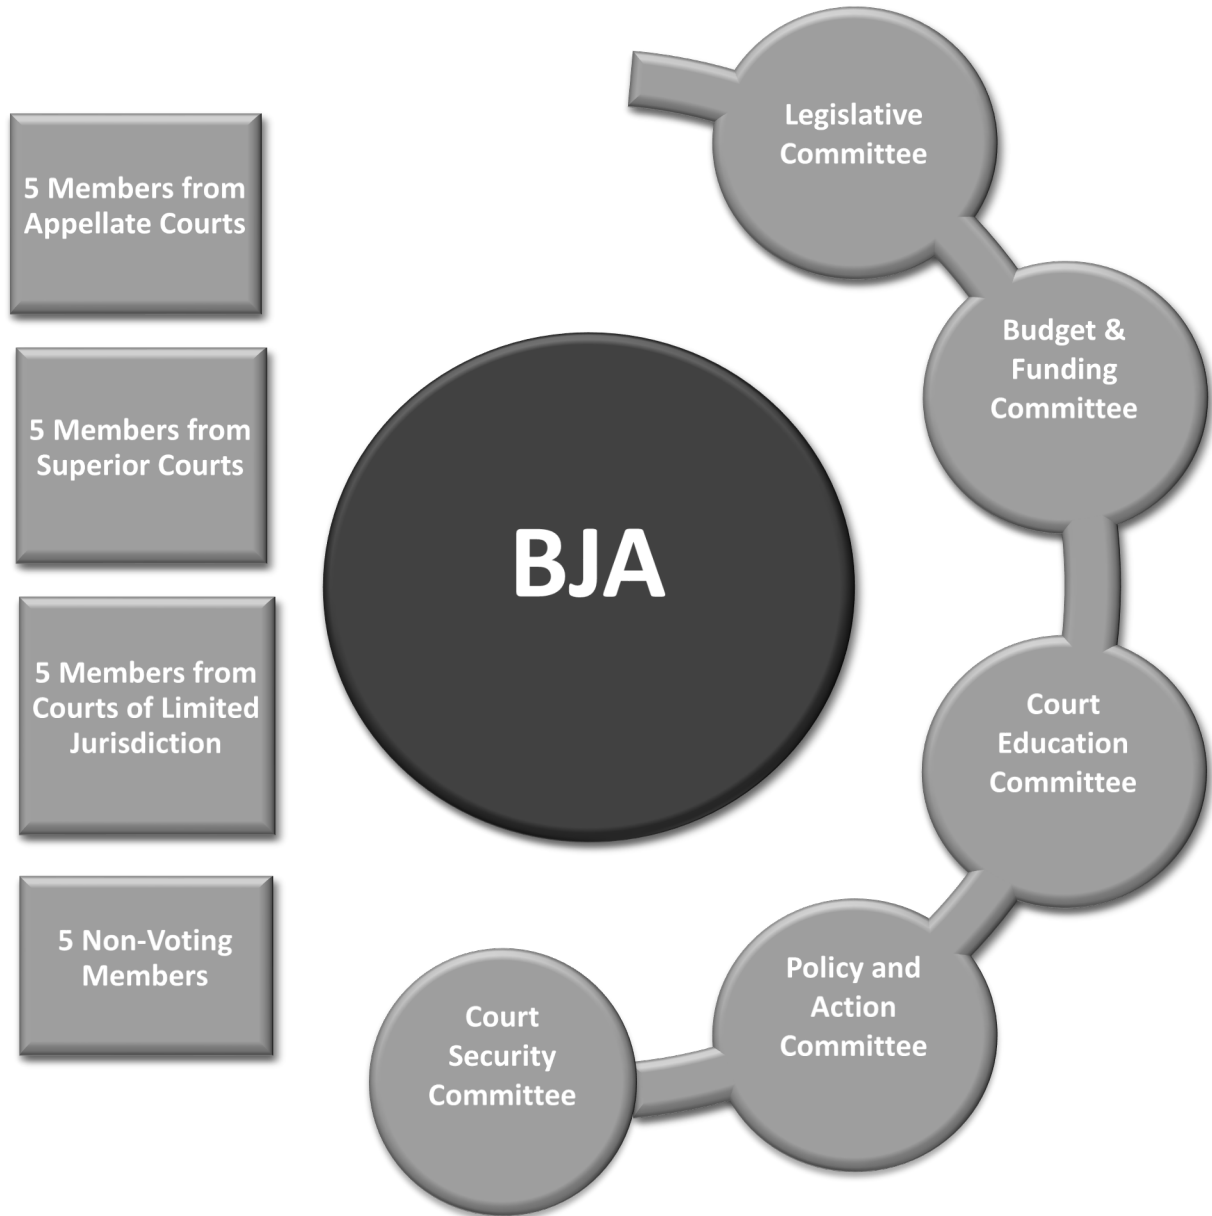 5 Members from
Appellate Courts
5 Members from
Superior Courts
5 Members from
Courts of Limited
Jurisdiction
5 Non-Voting
Members
BJA
Legislative
Committee
Budget &
Funding
Committee
Court
Education
Committee
Policy and
Action
Committee
Court
Security
Committee